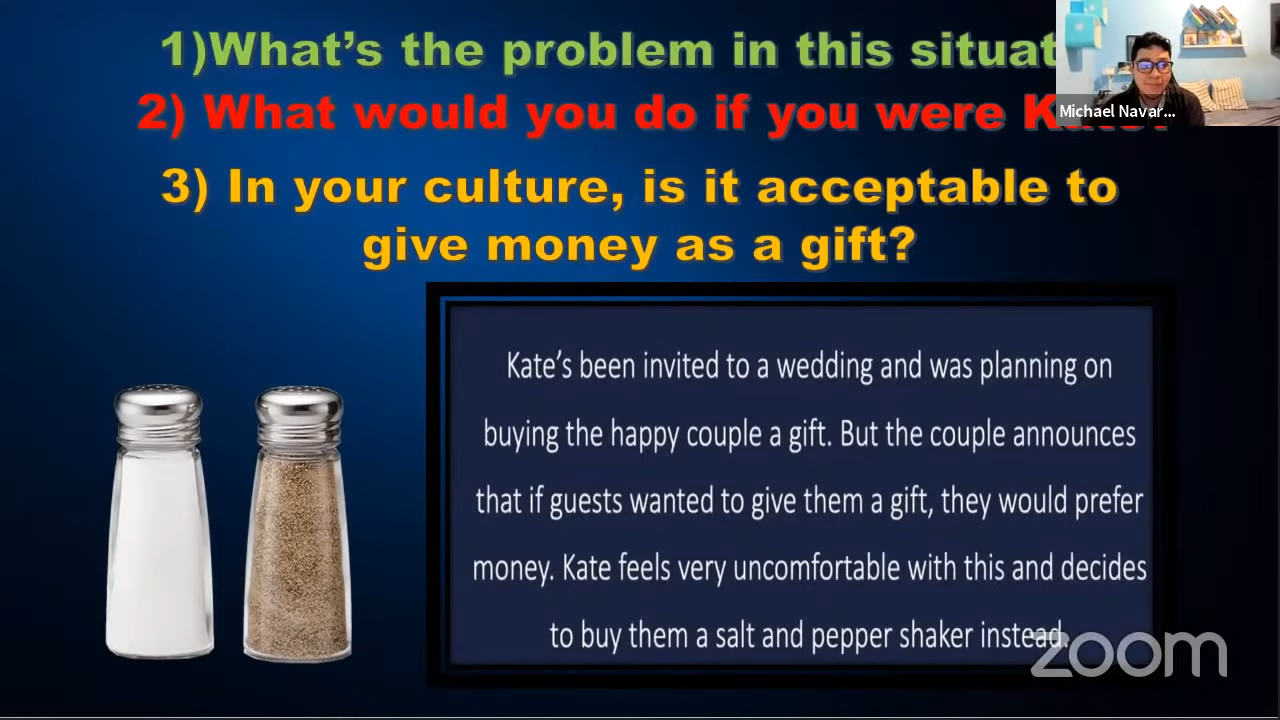 1)What's the problem in this situat
2) What would you do if you were
Michael Navar...
3) In your culture, is it acceptable to
give money as a gift?
Kate's been invited to a wedding and was planning on
buying the happy couple a gift. But the couple announces
that if guests wanted to give them a gift, they would prefer
money. Kate feels very uncomfortable with this and decides
to buy them a salt and pepper shaker instead.
zoom